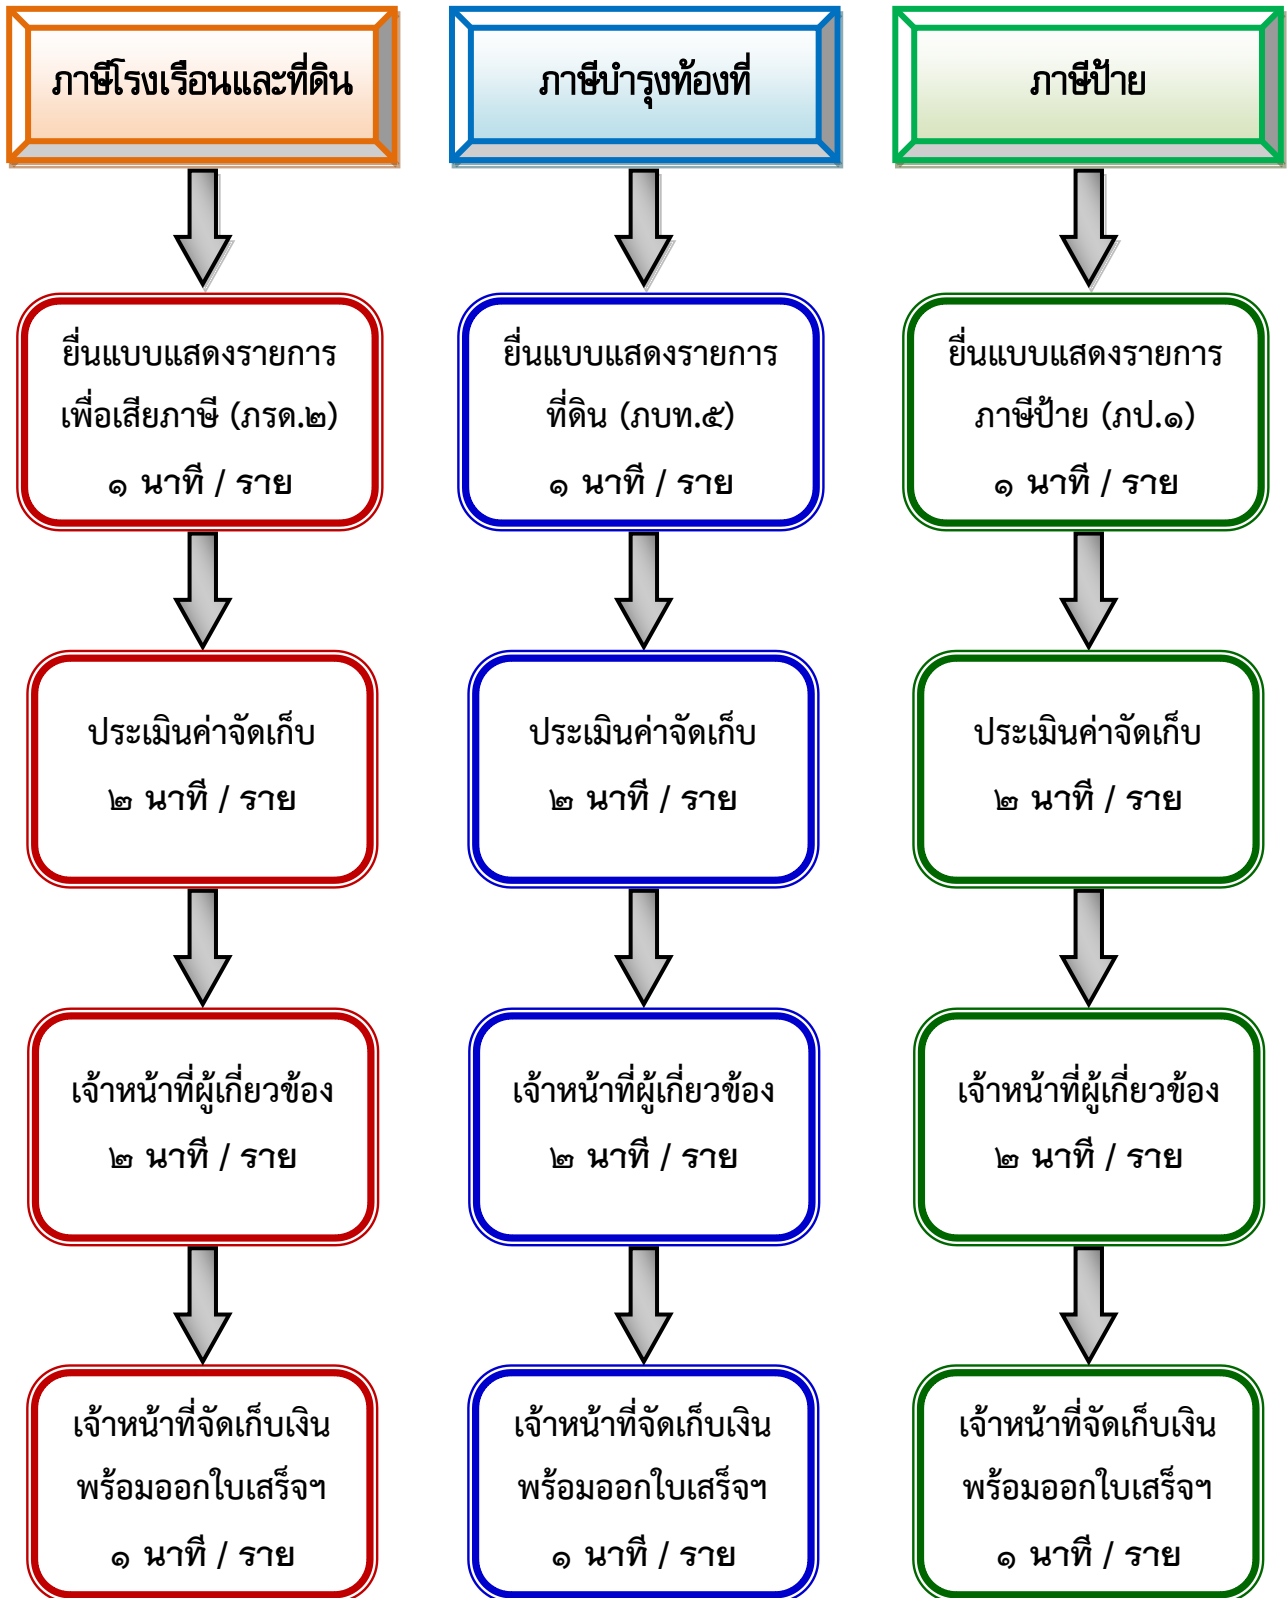 ภาษีโรงเรือนและที่ดิน
ยื่นแบบแสดงรายการ
เพื่อเสียภาษี (ภรด.๒)
๑ นาที / ราย
ประเมินค่าจัดเก็บ
๒ นาที / ราย
เจ้าหน้าที่ผู้เกี่ยวข้อง
๒ นาที / ราย
เจ้าหน้าที่จัดเก็บเงิน
พร้อมออกใบเสร็จฯ
๑ นาที / ราย
ภาษีบำรุงท้องที่
ยื่นแบบแสดงรายการ
ที่ดิน (ภบท.๕)
๑ นาที / ราย
ประเมินค่าจัดเก็บ
๒ นาที / ราย
เจ้าหน้าที่ผู้เกี่ยวข้อง
๒ นาที / ราย
เจ้าหน้าที่จัดเก็บเงิน
พร้อมออกใบเสร็จฯ
๑ นาที / ราย
ภาษีป้าย
ยื่นแบบแสดงรายการ
ภาษีป้าย (ภป.๑)
๑ นาที / ราย
ประเมินค่าจัดเก็บ
๒ นาที / ราย
เจ้าหน้าที่ผู้เกี่ยวข้อง
๒ นาที / ราย
เจ้าหน้าที่จัดเก็บเงิน
พร้อมออกใบเสร็จฯ
๑ นาที / ราย